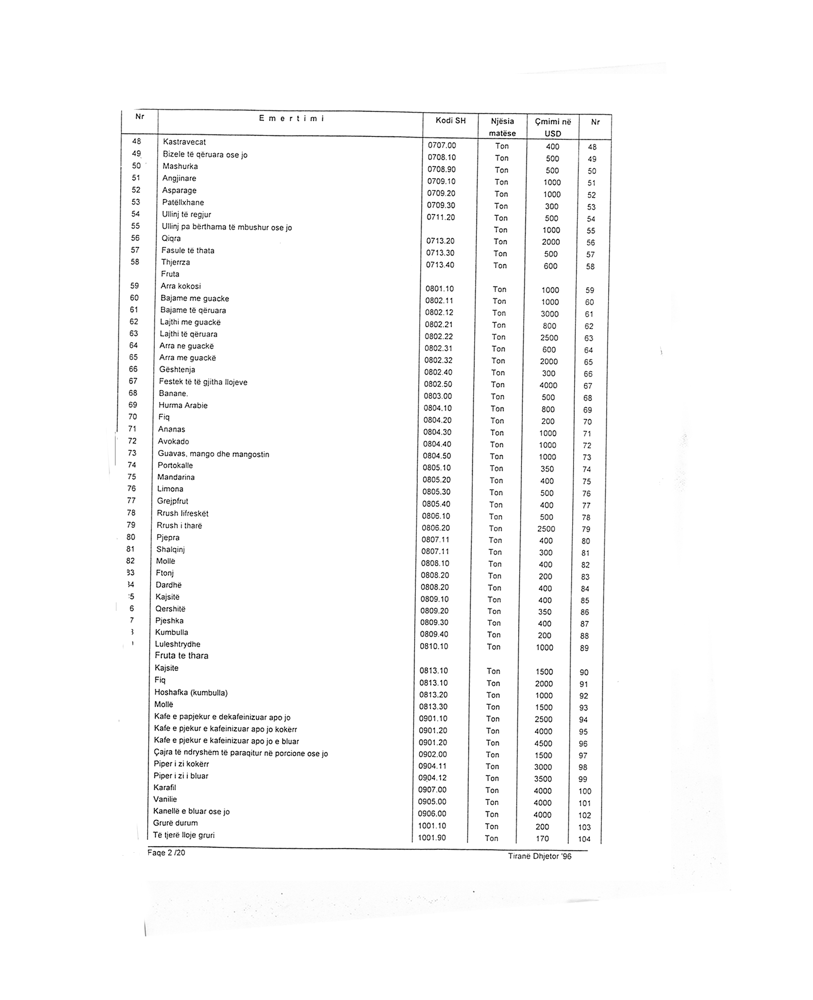 Nr E m e r t i m i Kodi SH Njësia matëse Çmimi në USD Nr
48 Kastravecat 0707.00 Ton 400 48
49 Bizele të qëruara ose jo 0708.10 Ton 500 49
50 Mashurka 0708.90 Ton 500 50
51 Angjinare 0709.10 Ton 1000 51
52 Asparage 0709.20 Ton 1000 52
53 Patëllxhane 0709.30 Ton 300 53
54 Ullinj të regjur 0711.20 Ton 500 54
55 Ullinj pa bërthama të mbushur ose jo Ton 1000 55
56 Qiqra 0713.20 Ton 2000 56
57 Fasule të thata 0713.30 Ton 500 57
58 Thjerrza 0713.40 Ton 600 58
Fruta
59 Arra kokosi 0801.10 Ton 1000 59
60 Bajame me guacke 0802.11 Ton 1000 60
61 Bajame të qëruara 0802.12 Ton 3000 61
62 Lajthi me guackë 0802.21 Ton 800 62
63 Lajthi të qëruara 0802.22 Ton 2500 63
64 Arra ne guackë 0802.31 Ton 600 64
65 Arra me guackë 0802.32 Ton 2000 65
66 Gështenja 0802.40 Ton 300 66
67 Festek të të gjitha llojeve 0802.50 Ton 4000 67
68 Banane. 0803.00 Ton 500 68
69 Hurma Arabie 0804.10 Ton 800 69
70 Fiq 0804.20 Ton 200 70
71 Ananas 0804.30 Ton 1000 71
72 Avokado 0804.40 Ton 1000 72
73 Guavas, mango dhe mangostin 0804.50 Ton 1000 73
74 Portokalle 0805.10 Ton 350 74
75 Mandarina 0805.20 Ton 400 75
76 Limona 0805.30 Ton 500 76
77 Grejpfrut 0805.40 Ton 400 77
78 Rrush lifreskët 0806.10 Ton 500 78
79 Rrush i tharë 0806.20 Ton 2500 79
80 Pjepra 0807.11 Ton 400 80
81 Shalqinj 0807.11 Ton 300 81
82 Mollë 0808.10 Ton 400 82
83 Ftonj 0808.20 Ton 200 83
84 Dardhë 0808.20 Ton 400 84
5 Kajsitë 0809.10 Ton 400 85
6 Qershitë 0809.20 Ton 350 86
7 Pjeshka 0809.30 Ton 400 87
Kumbulla 0809.40 Ton 200 88
Luleshtrydhe 0810.10 Ton 1000 89
Fruta te thara
Kajsite 0813.10 Ton 1500 90
Fiq 0813.10 Ton 2000 91
Hoshafka (kumbulla) 0813.20 Ton 1000 92
Mollë 0813.30 Ton 1500 93
Kafe e papjekur e dekafeinizuar apo jo 0901.10 Ton 2500 94
Kafe e pjekur e kafeinizuar apo jo kokërr 0901.20 Ton 4000 95
Kafe e pjekur e kafeinizuar apo jo e bluar 0901.20 Ton 4500 96
Çajra të ndryshëm të paraqitur në porcione ose jo 0902.00 Ton 1500 97
Piper i zi kokërr 0904.11 Ton 3000 98
Piper i zi i bluar 0904.12 Ton 3500 99
Karafil 0907.00 Ton 4000 100
Vanilie 0905.00 Ton 4000 101
Kanellë e bluar ose jo 0906.00 Ton 4000 102
Grurë durum 1001.10 Ton 200 103
Të tjerë lloje gruri 1001.90 Ton 170 104
Faqe 2 /20 Tiranë Dhjetor '96